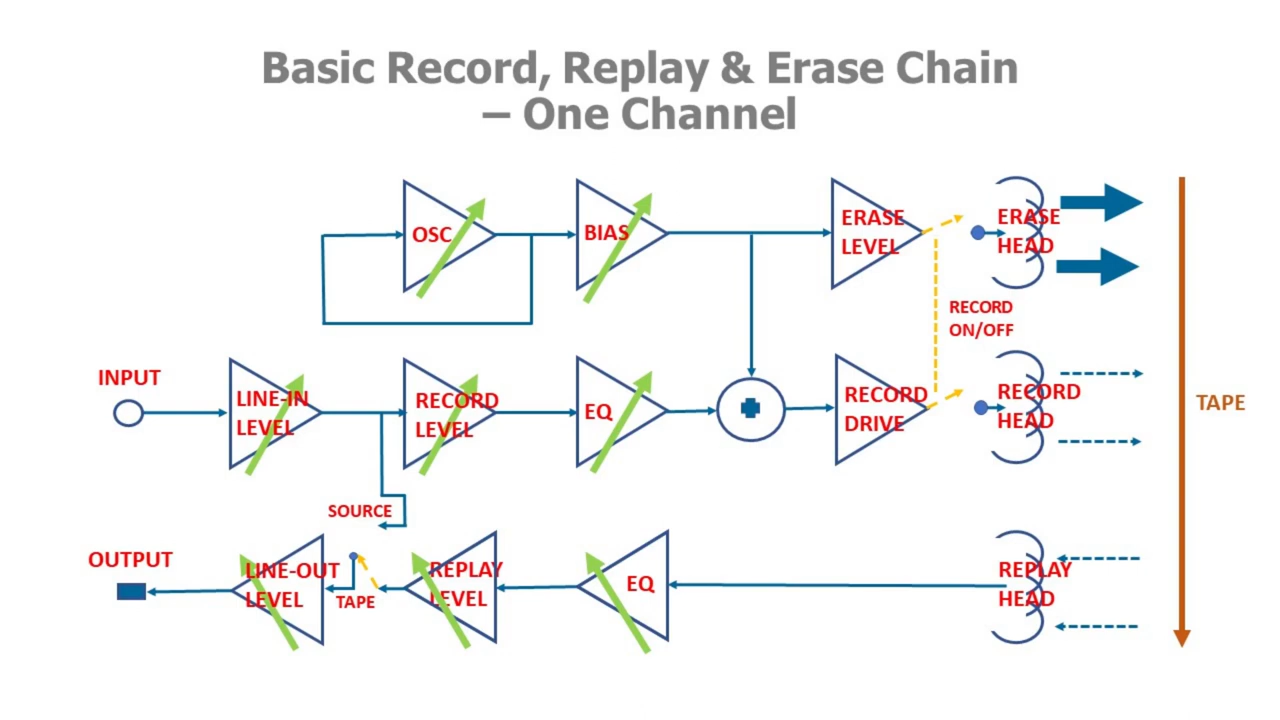 Basic Record, Replay & Erase Chain
– One Channel
OSC
BIAS
ERASE
LEVEL
ERASE
HEAD
RECORD
ON/OFF
INPUT
LINE-IN
LEVEL
RECORD
LEVEL
EQ
RECORD
DRIVE
RECORD
HEAD
TAPE
SOURCE
OUTPUT
LINE-OUT
LEVEL
TAPE
REPLAY
LEVEL
EQ
REPLAY
HEAD